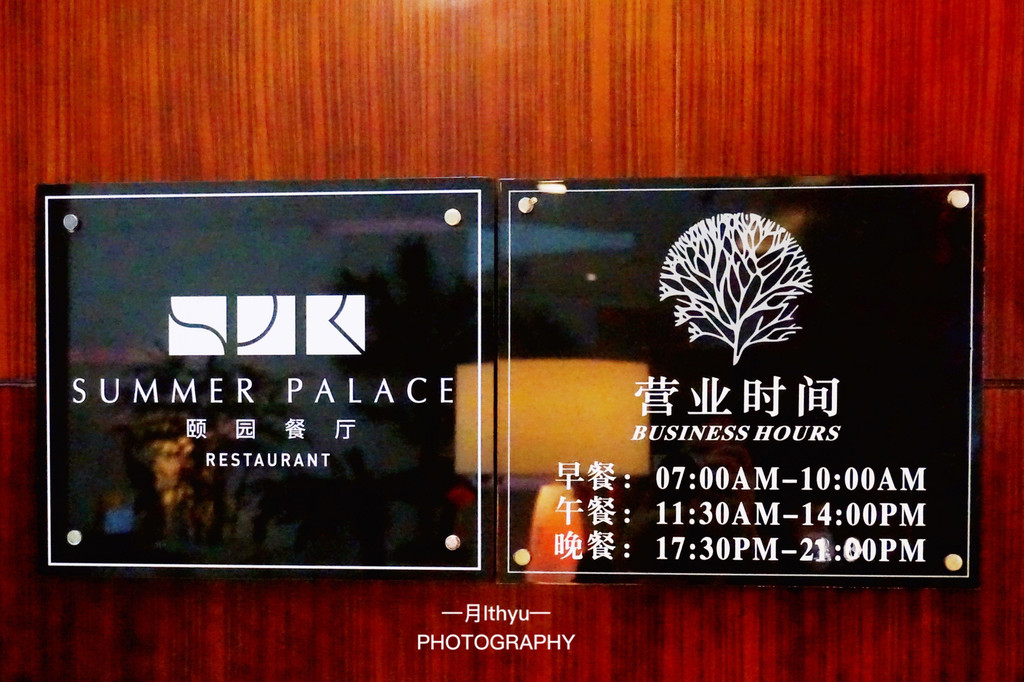 SPR
SUMMER PALACE
颐园餐厅
RESTAURANT
营业时间
BUSINESS HOURS
早餐：07:00AM-10:00AM
午餐：11:30AM-14:00PM
晚餐：17:30PM-21:00PM
—月lthyu—
PHOTOGRAPHY